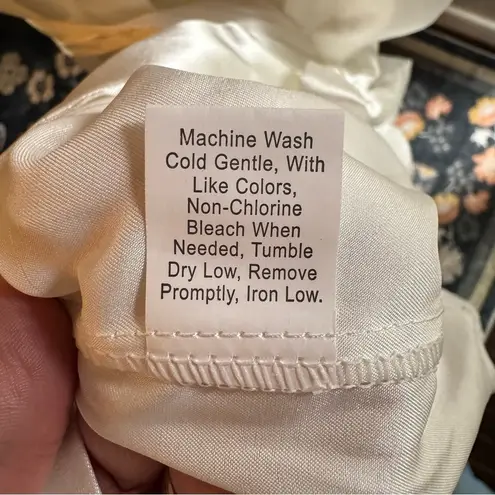 Machine Wash
Cold Gentle, With
Like Colors,
Non-Chlorine
Bleach When
Needed, Tumble
Dry Low, Remove
Promptly, Iron Low.